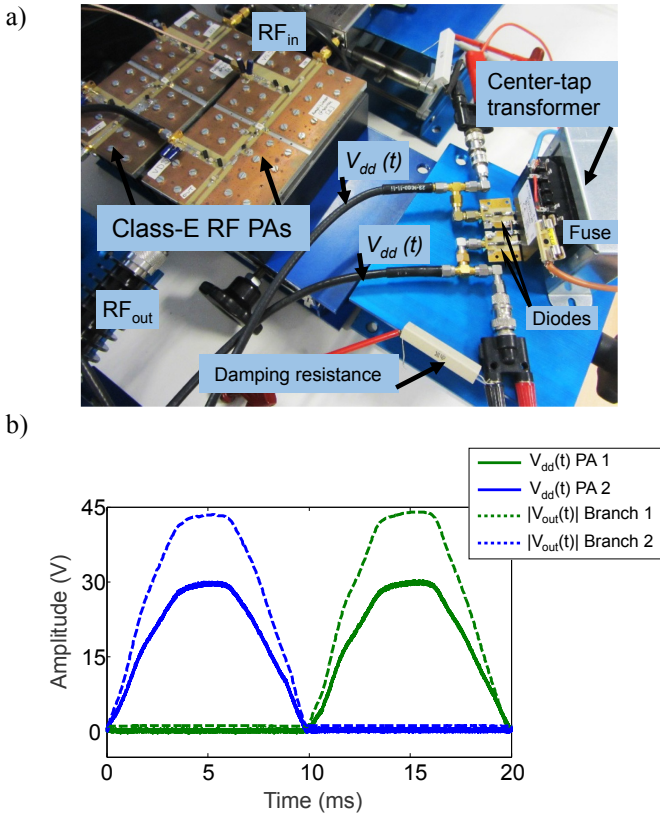 a)
RFin
Center-tap
transformer
Vdd (t)
Class-E RF PAs
Vdd (t)
Fuse
RFout
Diodes
Damping resistance
b)
Vdd(t) PA 1
Vdd(t) PA 2
|Vout(t)| Branch 1
|Vout(t)| Branch 2
45
30
15
0
Amplitude (V)
0
5
10
15
20
Time (ms)